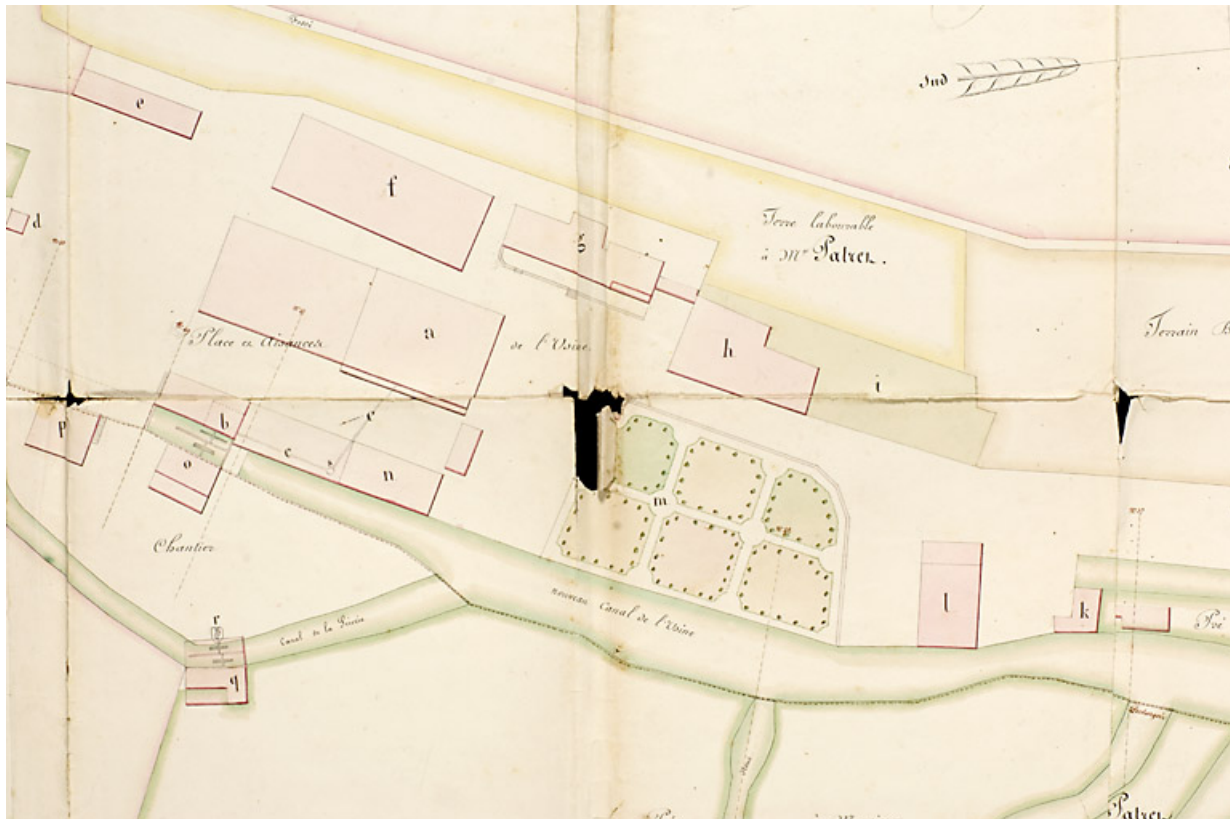 Fossé
Sud
e
f
d
g
Terre labourable
à Mr Patret.
Terrain
Place et Aisances
de l'Usine.
a
h
i
c
b
p
o
c
n
m
Chantier
nouveau Canal de l'Usine
l
k
Pré
r
Canal de la
q
Patret